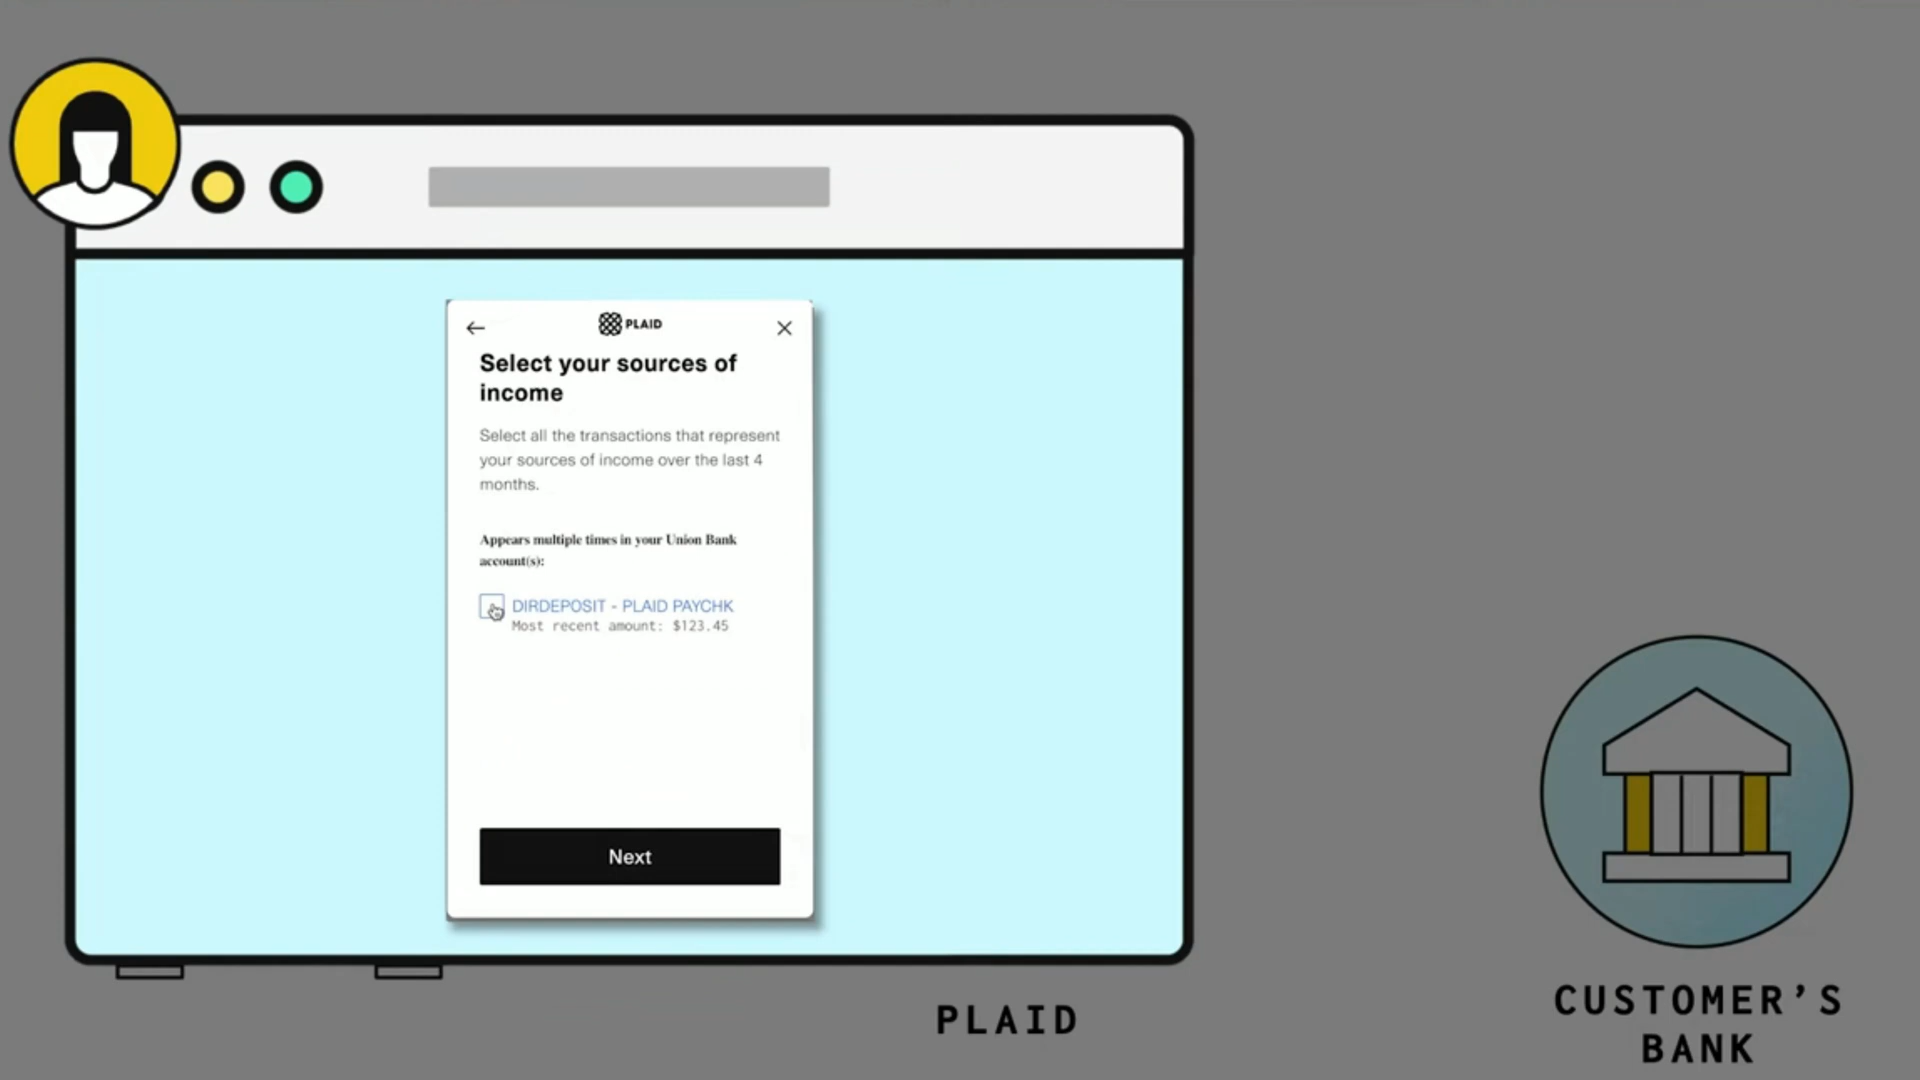 PLAID
Select your sources of
income
Select all the transactions that represent
your sources of income over the last 4
months.
Appears multiple times in your Union Bank
account(s):
DIRDEPOSIT - PLAID PAYCHK
Most recent amount: $123.45
Next
PLAID
CUSTOMER’S
BANK